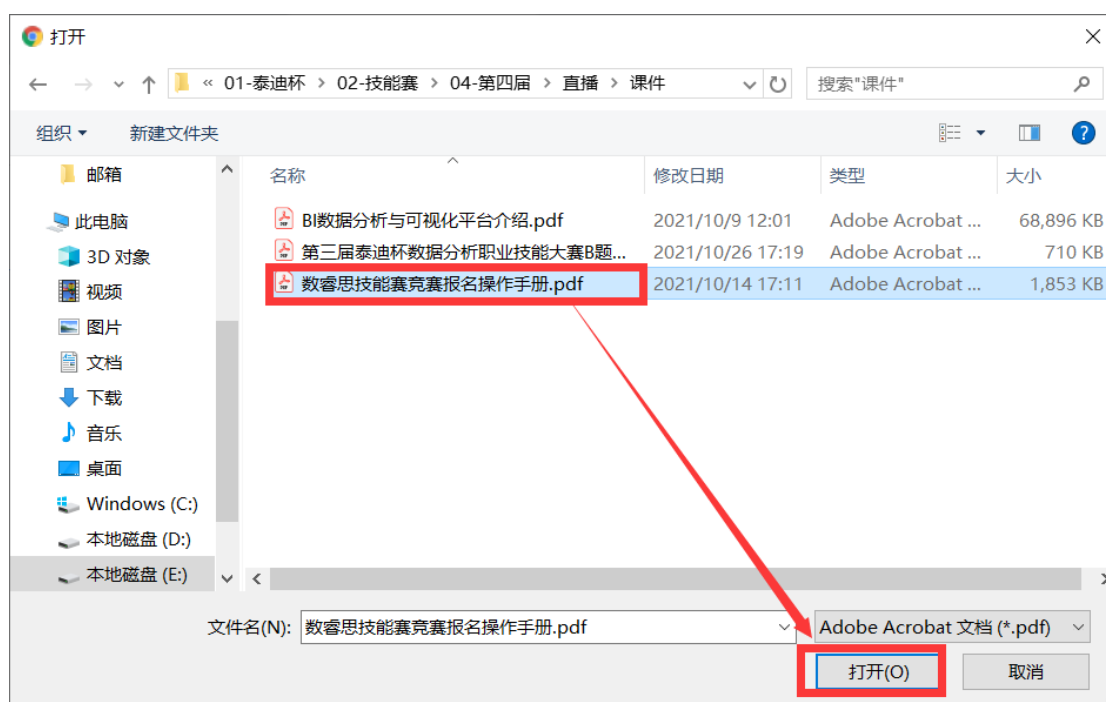 打开
« 01-泰迪杯 › 02-技能赛 › 04-第四届 › 直播 › 课件
搜索"课件"
组织
新建文件夹
?
邮箱
此电脑
3D 对象
视频
图片
文档
下载
音乐
桌面
Windows (C:)
本地磁盘 (D:)
本地磁盘 (E:)
名称 修改日期 类型 大小
BI数据分析与可视化平台介绍.pdf 2021/10/9 12:01 Adobe Acrobat ... 68,896 KB
第三届泰迪杯数据分析职业技能大赛B题... 2021/10/26 17:19 Adobe Acrobat ... 710 KB
数睿思技能赛竞赛报名操作手册.pdf 2021/10/14 17:11 Adobe Acrobat ... 1,853 KB
文件名(N): 数睿思技能赛竞赛报名操作手册.pdf Adobe Acrobat 文档 (*.pdf)
打开(O) 取消